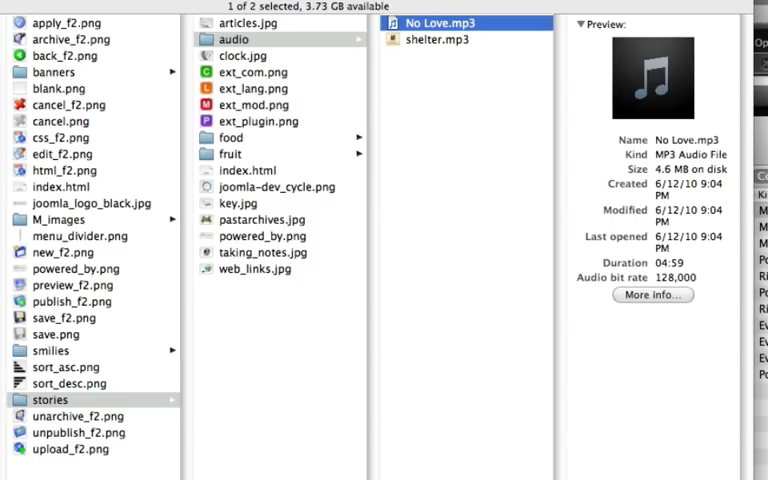 1 of 2 selected, 3.73 GB available
apply_f2.png
archive_f2.png
back_f2.png
banners
blank.png
cancel_f2.png
cancel.png
css_f2.png
edit_f2.png
html_f2.png
index.html
joomla_logo_black.jpg
M_images
menu_divider.png
new_f2.png
powered_by.png
preview_f2.png
publish_f2.png
save_f2.png
save.png
smilies
sort_asc.png
sort_desc.png
stories
unarchive_f2.png
unpublish_f2.png
upload_f2.png
articles.jpg
audio
clock.jpg
ext_com.png
ext_lang.png
ext_mod.png
ext_plugin.png
food
fruit
index.html
joomla-dev_cycle.png
key.jpg
pastarchives.jpg
powered_by.png
taking_notes.jpg
web_links.jpg
No Love.mp3
shelter.mp3
Preview:
Name No Love.mp3
Kind MP3 Audio File
Size 4.6 MB on disk
Created 6/12/10 9:04
PM
Modified 6/12/10 9:04
PM
Last opened 6/12/10 9:04
PM
Duration 04:59
Audio bit rate 128,000
More info...